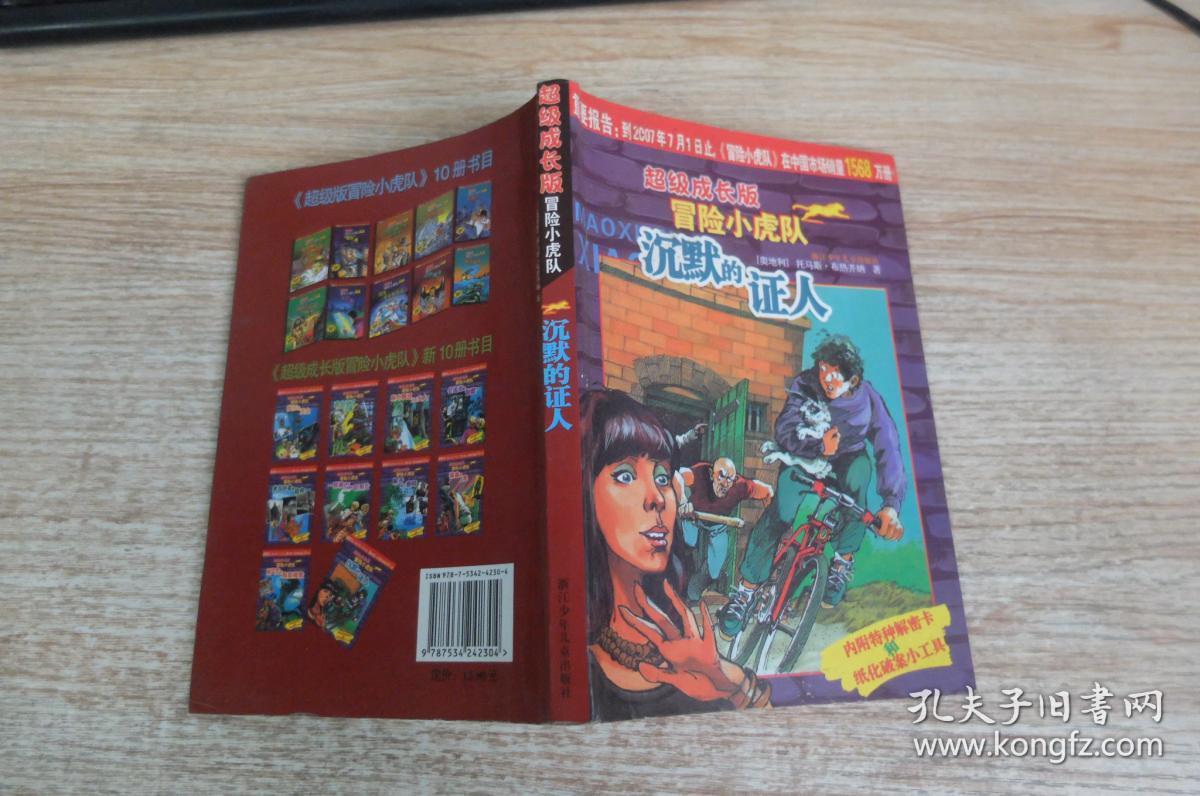 《超级版冒险小虎队》10册书目
《超级成长版冒险小虎队》新10册书目
ISBN 978-7-5342-4230-4
9 787534 242304 >
超级成长版
冒险小虎队
沉默的证人
浙江少年儿童出版社
重要报告：到2007年7月1日止，《冒险小虎队》在中国市场销量1568万册
超级成长版
冒险小虎队
沉默的
证人
[奥地利] 托马斯·布热齐纳 著
内附特种解密卡
和
纸化破案小工具
孔夫子旧书网
www.kongfz.com